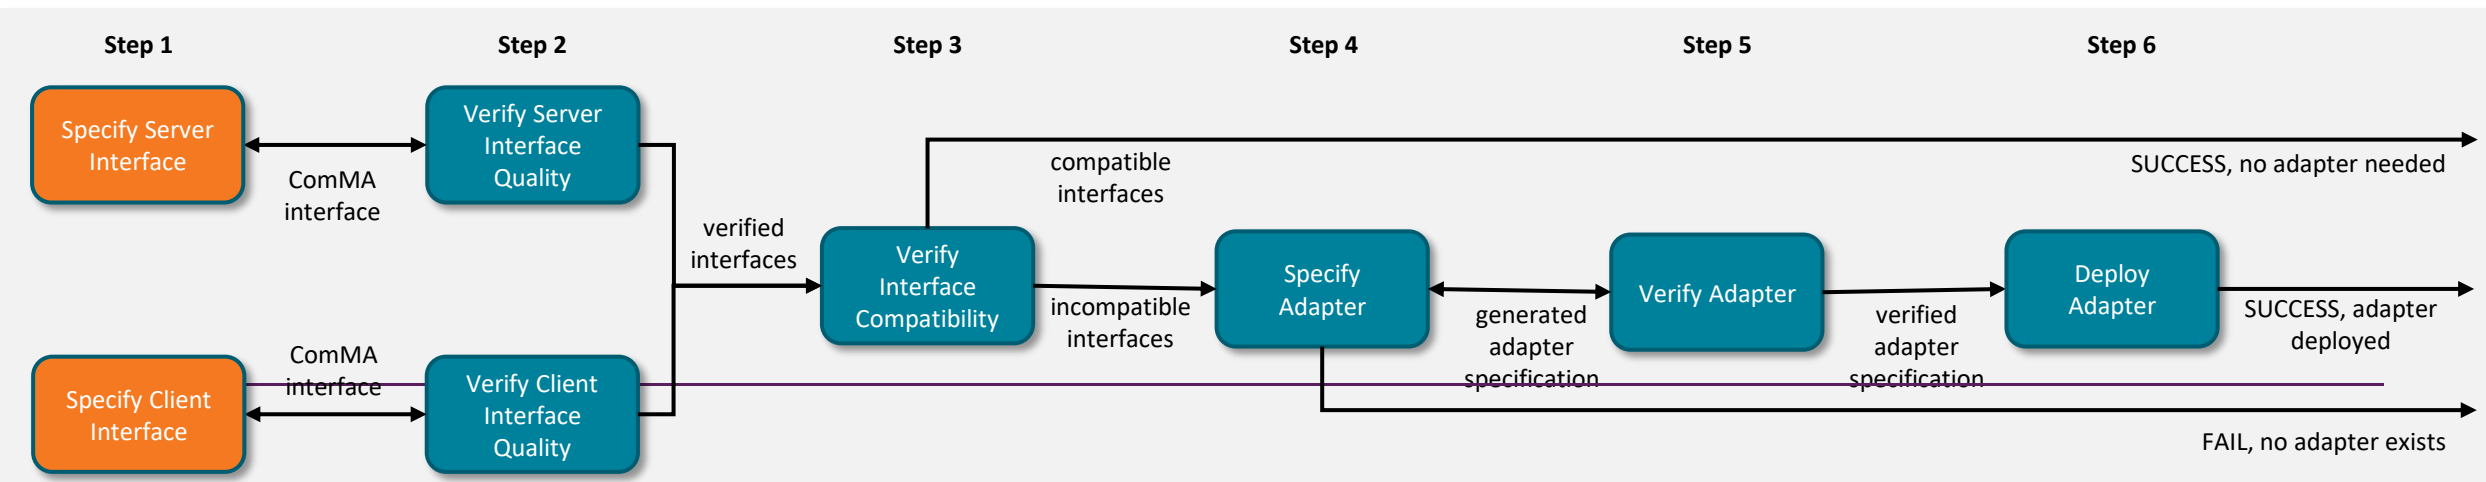 Step 1
Step 2
Step 3
Step 4
Step 5
Step 6
Specify Server
Interface
ComMA
interface
Verify Server
Interface
Quality
Specify Client
Interface
ComMA
interface
Verify Client
Interface
Quality
verified
interfaces
Verify
Interface
Compatibility
compatible
interfaces
SUCCESS, no adapter needed
incompatible
interfaces
Specify
Adapter
generated
adapter
specification
Verify Adapter
verified
adapter
specification
Deploy
Adapter
SUCCESS, adapter
deployed
FAIL, no adapter exists